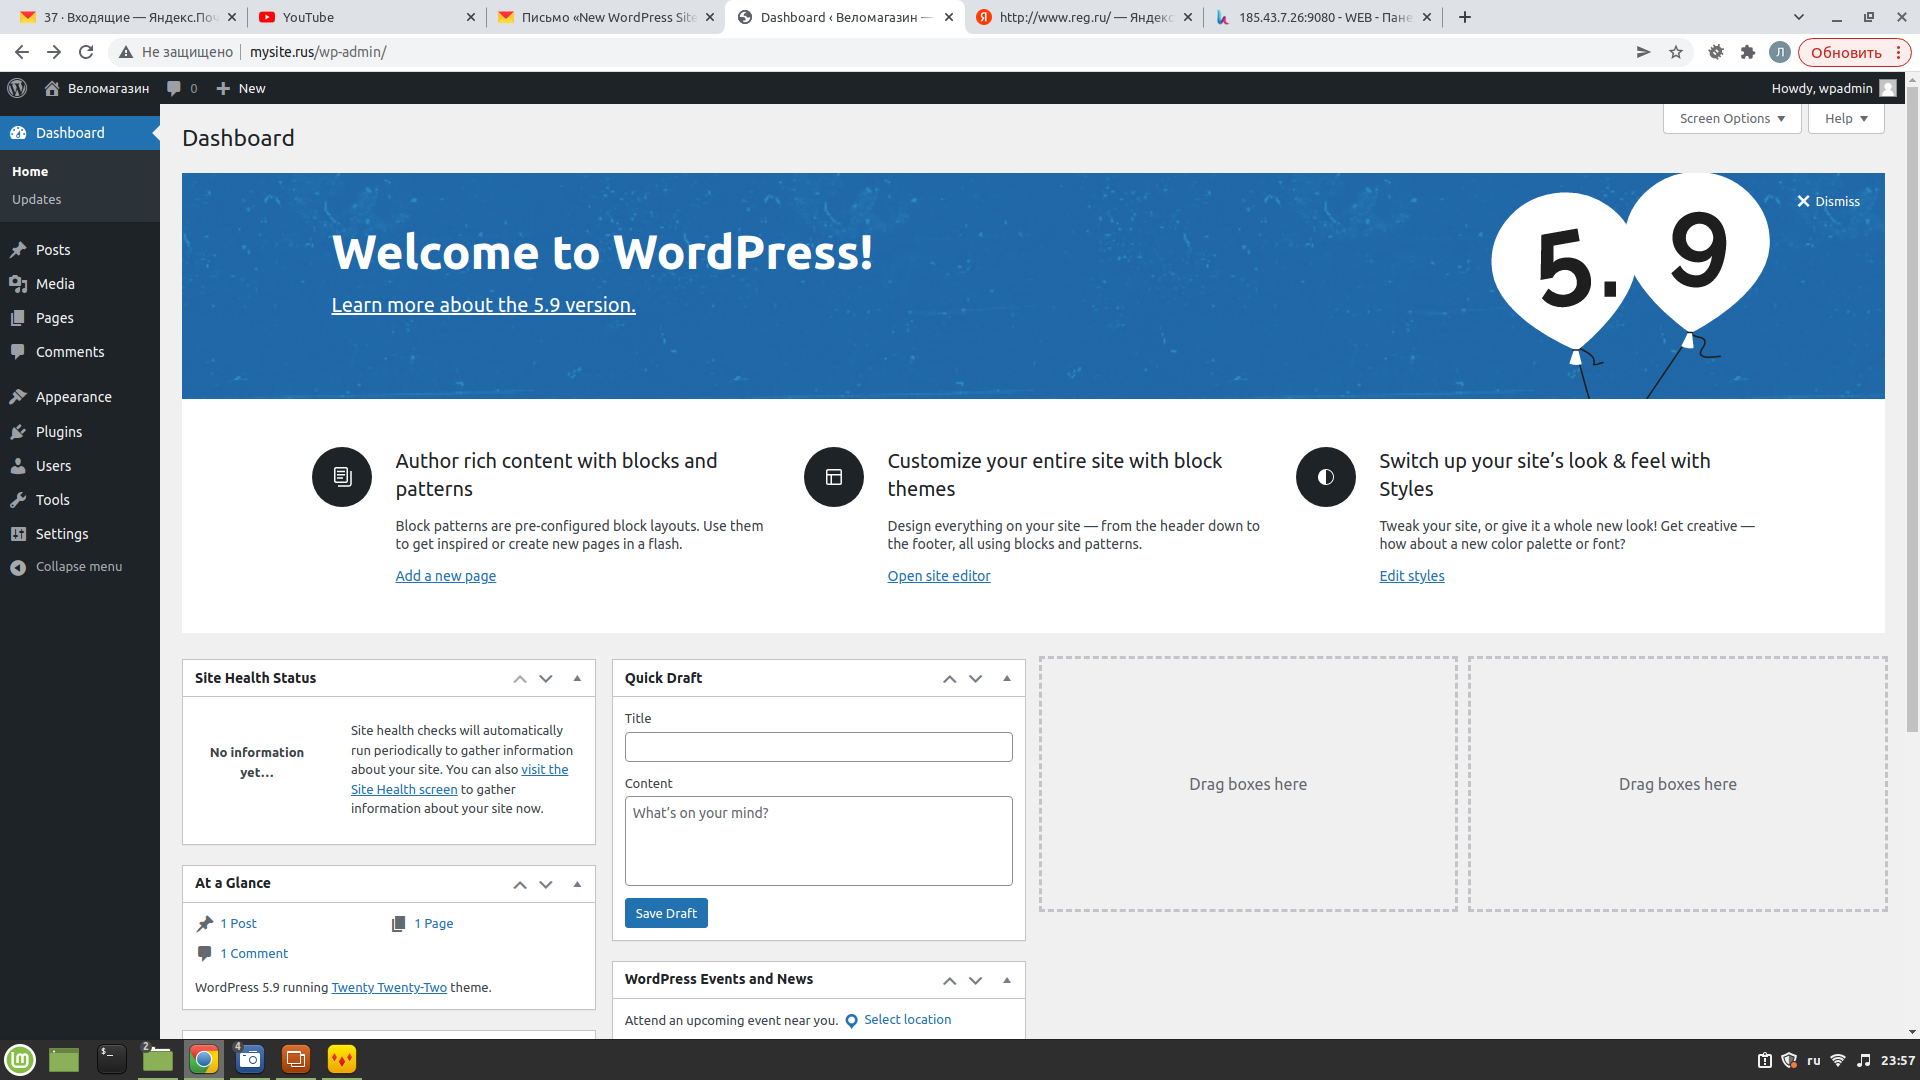 37 · Входящие — Яндекс.Поч
YouTube
Письмо «New WordPress Site
Dashboard ‹ Веломагазин —
http://www.reg.ru/ — Яндекс
185.43.7.26:9080 - WEB - Пане
Не защищено
mysite.rus/wp-admin/
Л
Обновить
Веломагазин
0
New
Howdy, wpadmin
Dashboard
Home
Updates
Posts
Media
Pages
Comments
Appearance
Plugins
Users
Tools
Settings
Collapse menu
Dashboard
Screen Options
Help
Welcome to WordPress!
Learn more about the 5.9 version.
5.9
Dismiss
Author rich content with blocks and
patterns
Block patterns are pre-configured block layouts. Use them
to get inspired or create new pages in a flash.
Add a new page
Customize your entire site with block
themes
Design everything on your site — from the header down to
the footer, all using blocks and patterns.
Open site editor
Switch up your site’s look & feel with
Styles
Tweak your site, or give it a whole new look! Get creative —
how about a new color palette or font?
Edit styles
Site Health Status
No information
yet…
Site health checks will automatically
run periodically to gather information
about your site. You can also visit the
Site Health screen to gather
information about your site now.
At a Glance
1 Post
1 Page
1 Comment
WordPress 5.9 running Twenty Twenty-Two theme.
Quick Draft
Title
Content
What’s on your mind?
Save Draft
WordPress Events and News
Attend an upcoming event near you.
Select location
Drag boxes here
Drag boxes here
2
4
ru
23:57